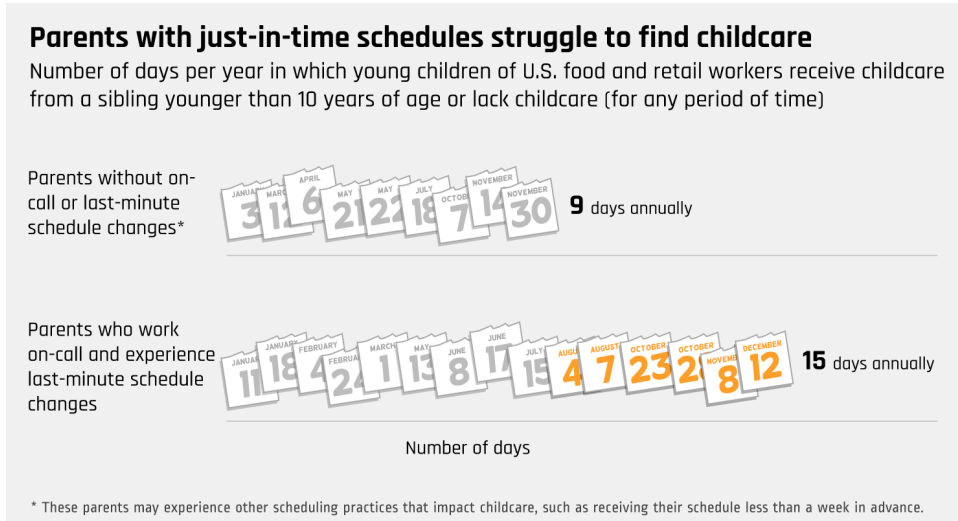 Parents with just-in-time schedules struggle to find childcare
Number of days per year in which young children of U.S. food and retail workers receive childcare
from a sibling younger than 10 years of age or lack childcare (for any period of time)
Parents without on-
call or last-minute
schedule changes*
APRIL
6
MAY
21
MAY
22
JULY
18
7
NOVEMBER
14
NOVEMBER
30
9 days annually
Parents who work
on-call and experience
last-minute schedule
changes
11
18
FEBRUARY
4
1
MAY
13
JUNE
8
JUNE
17
JULY
15
4
AUGUST
7
OCTOBER
23
OCTOBER
8
DECEMBER
12
15 days annually
Number of days
* These parents may experience other scheduling practices that impact childcare, such as receiving their schedule less than a week in advance.